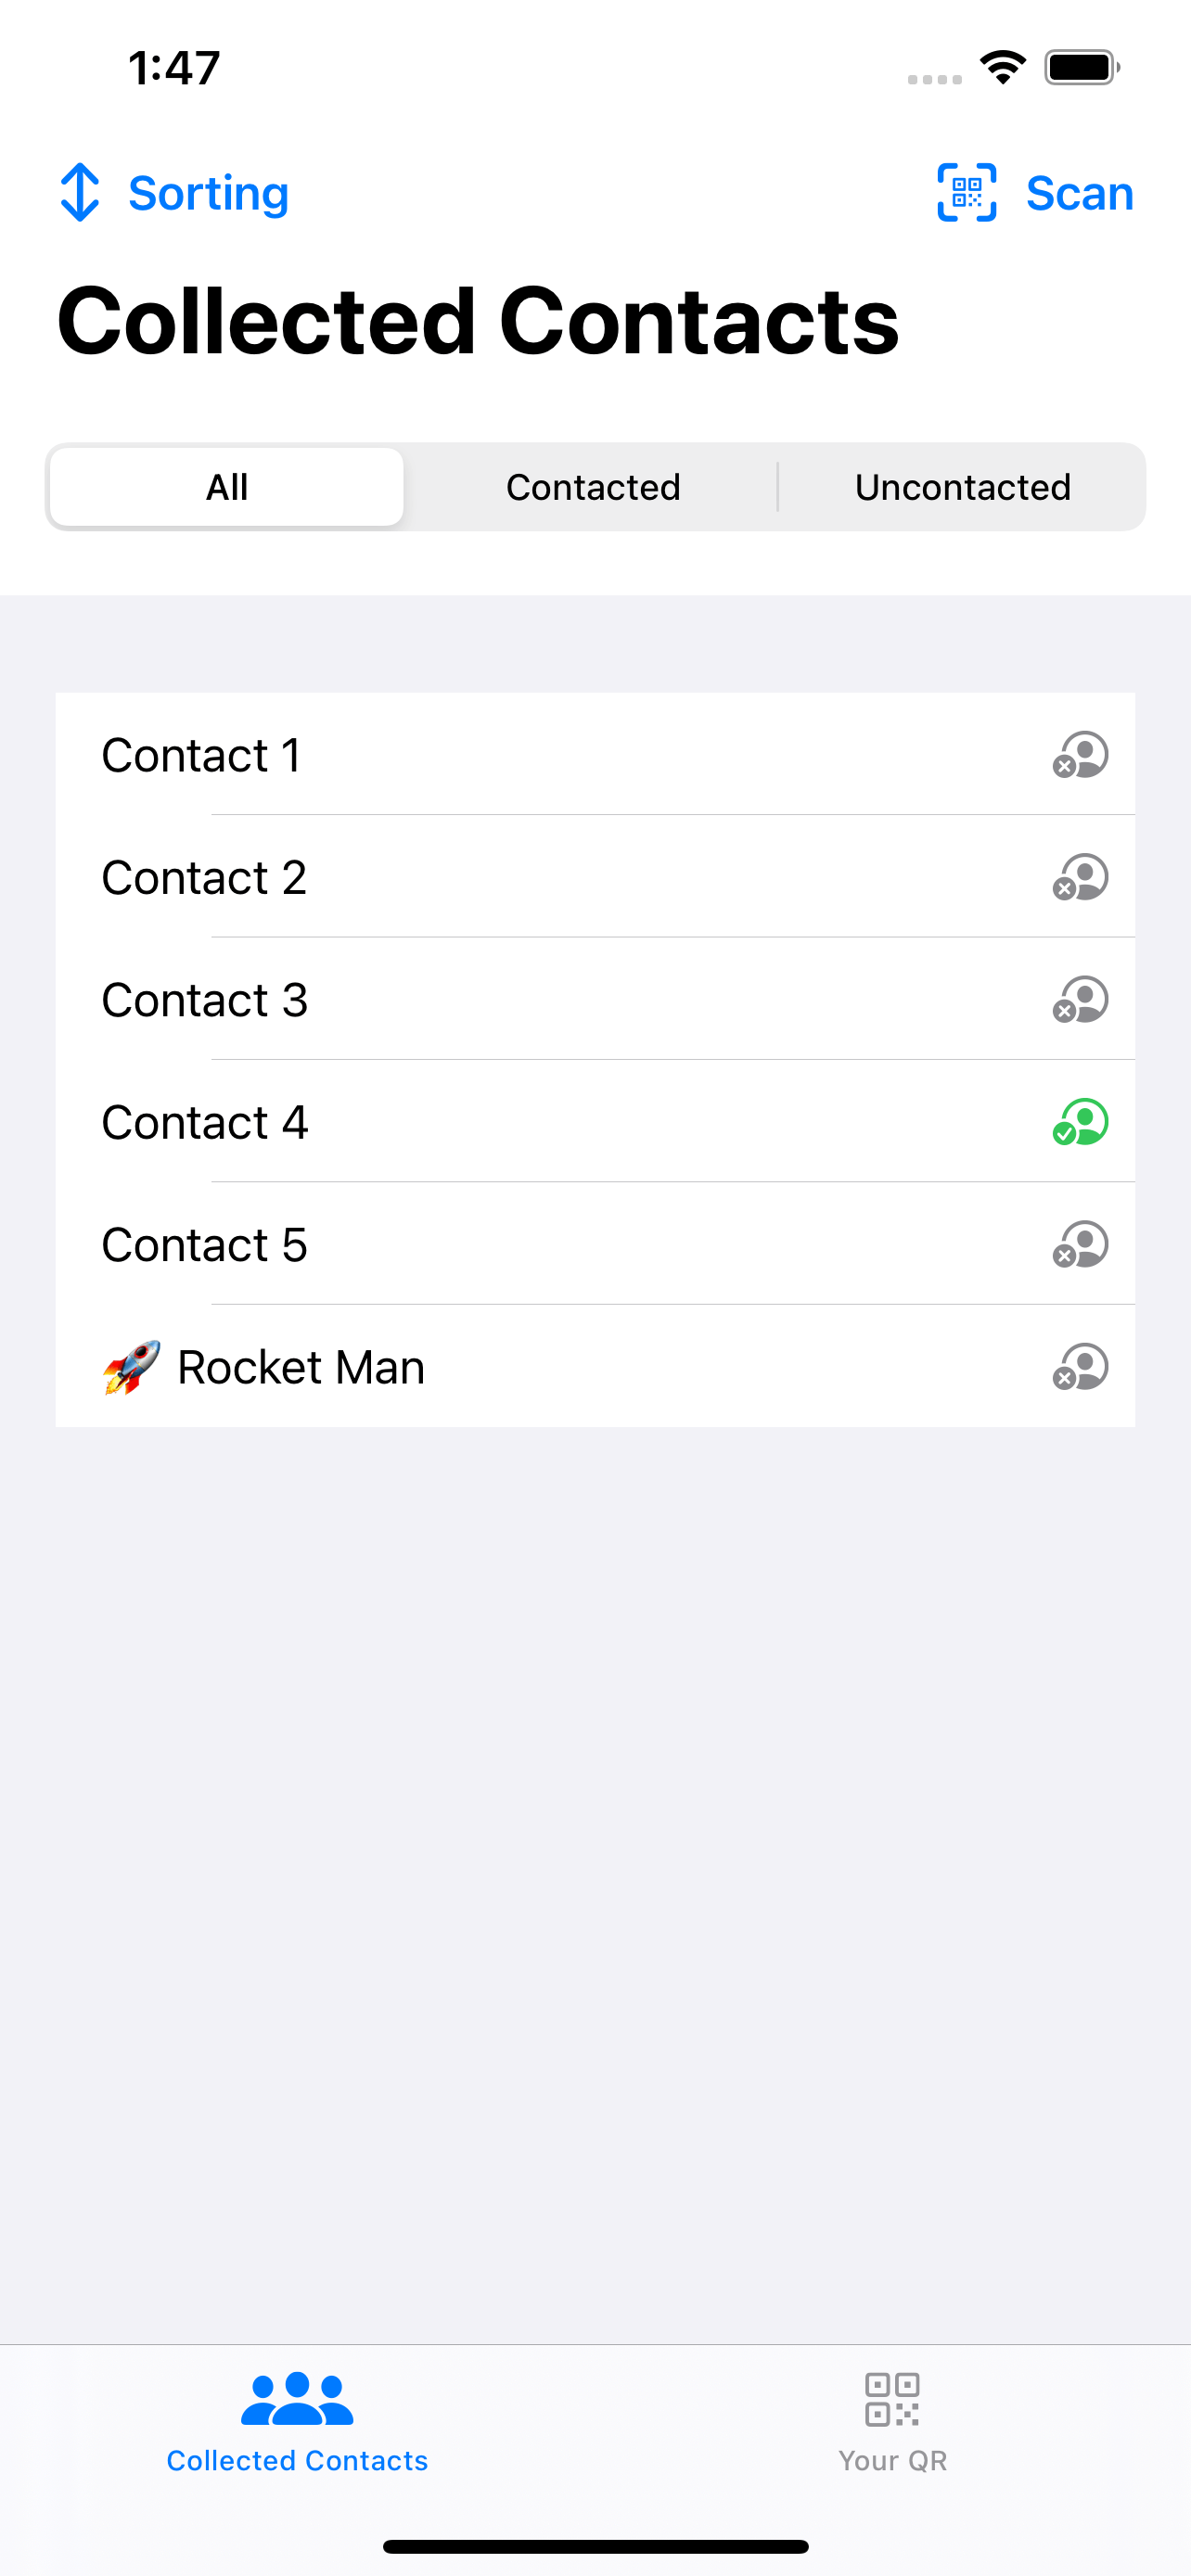 1:47
Sorting
Scan
Collected Contacts
All
Contacted
Uncontacted
Contact 1
Contact 2
Contact 3
Contact 4
Contact 5
🚀 Rocket Man
Collected Contacts
Your QR